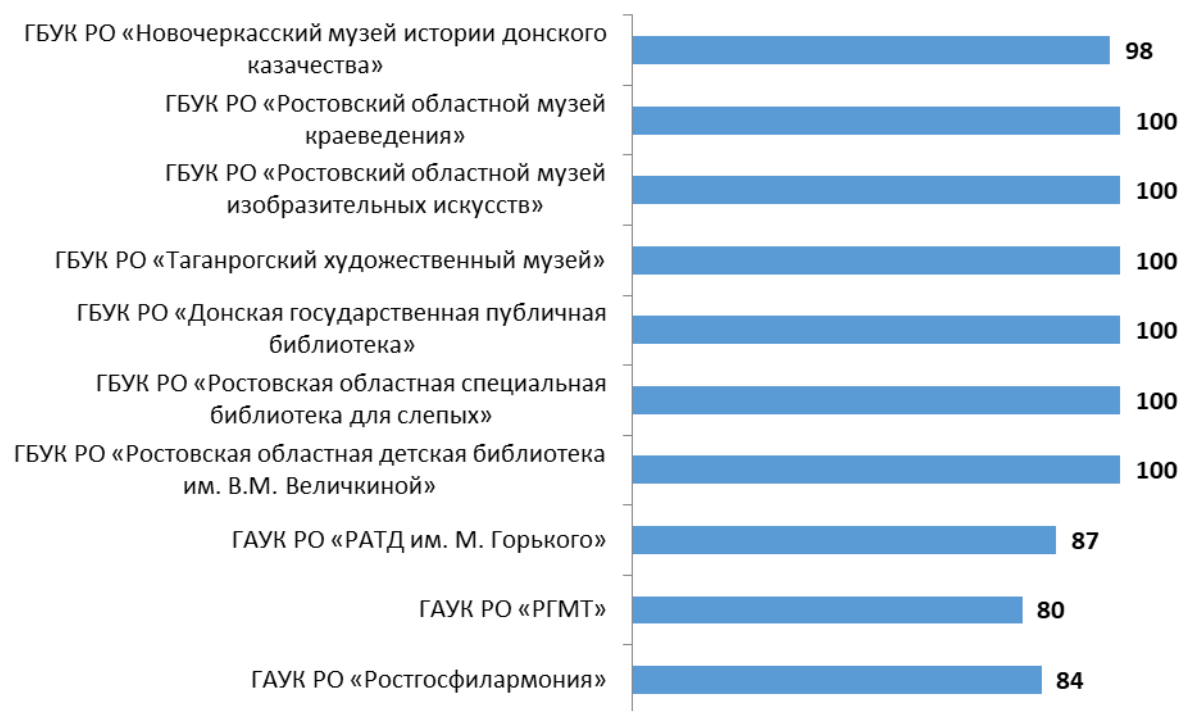 ГБУК РО «Новочеркасский музей истории донского
казачества»
98
ГБУК РО «Ростовский областной музей
краеведения»
100
ГБУК РО «Ростовский областной музей
изобразительных искусств»
100
ГБУК РО «Таганрогский художественный музей»
100
ГБУК РО «Донская государственная публичная
библиотека»
100
ГБУК РО «Ростовская областная специальная
библиотека для слепых»
100
ГБУК РО «Ростовская областная детская библиотека
им. В.М. Величкиной»
100
ГАУК РО «РАТД им. М. Горького»
87
ГАУК РО «РГМТ»
80
ГАУК РО «Ростгосфилармония»
84